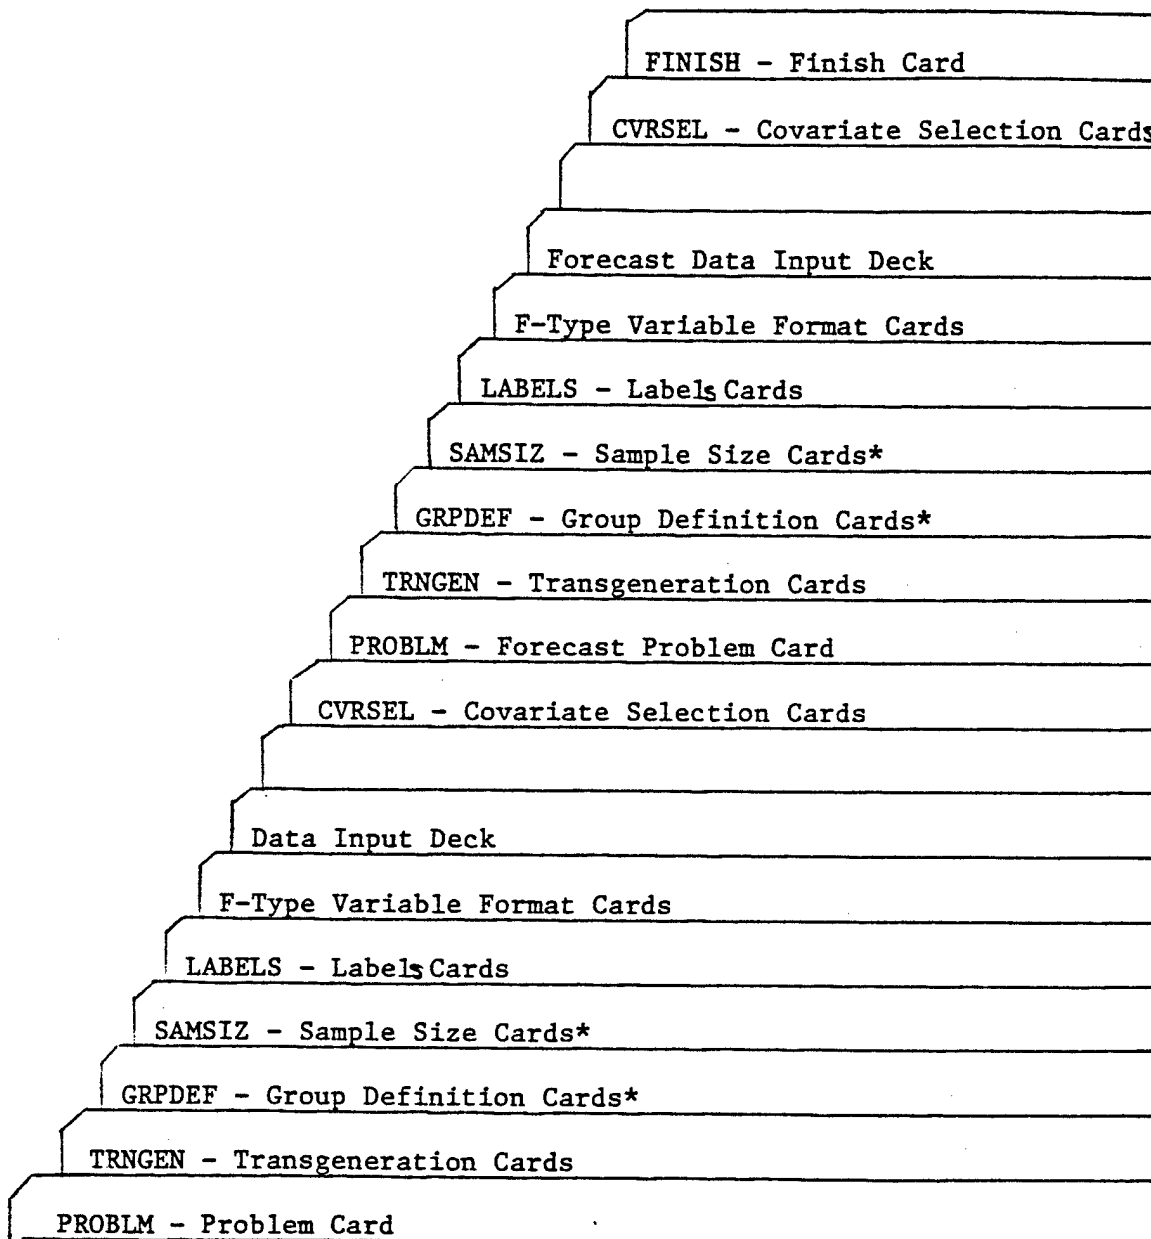 FINISH - Finish Card
CVRSEL - Covariate Selection Cards
Forecast Data Input Deck
F-Type Variable Format Cards
LABELS - Labels Cards
SAMSIZ - Sample Size Cards*
GRPDEF - Group Definition Cards*
TRNGEN - Transgeneration Cards
PROBLM - Forecast Problem Card
CVRSEL - Covariate Selection Cards
Data Input Deck
F-Type Variable Format Cards
LABELS - Labels Cards
SAMSIZ - Sample Size Cards*
GRPDEF - Group Definition Cards*
TRNGEN - Transgeneration Cards
PROBLM - Problem Card